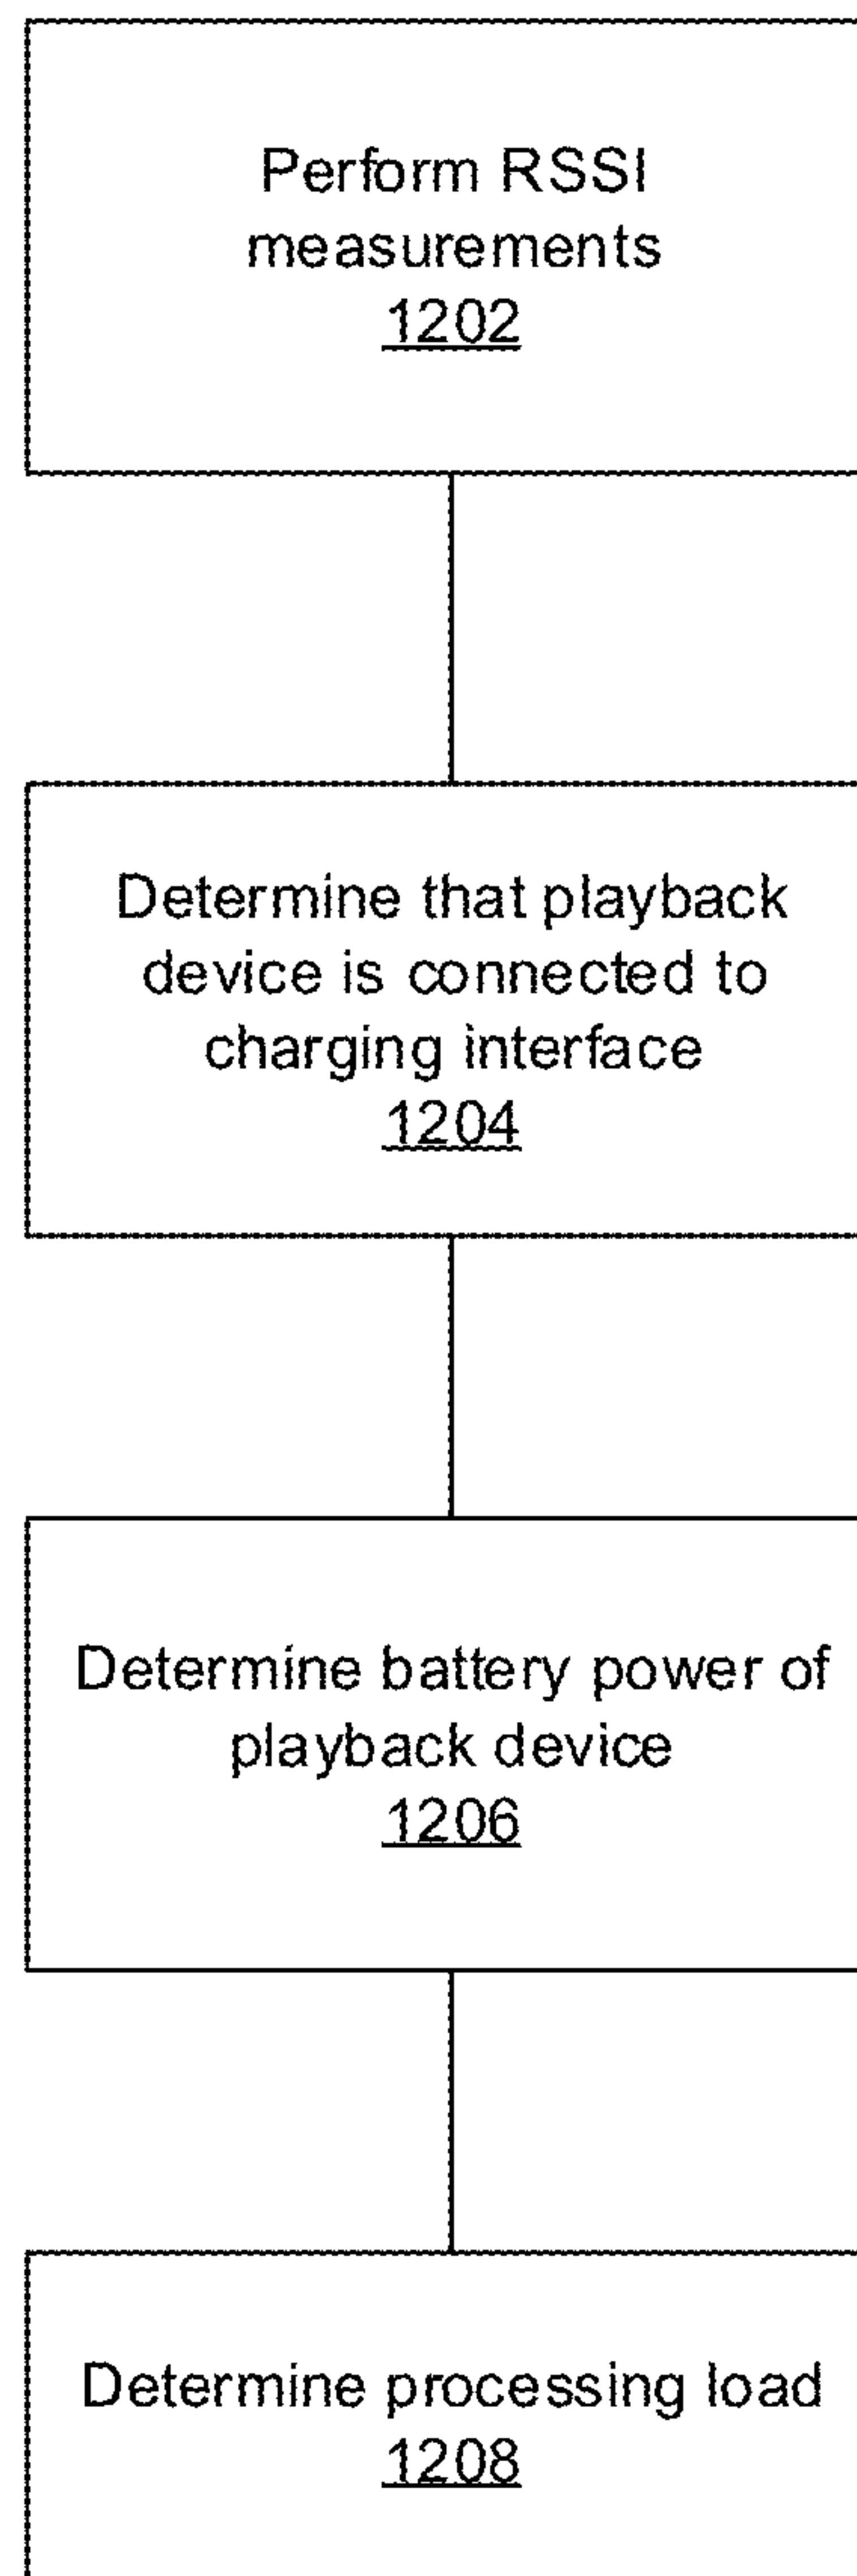 Perform RSSI
measurements
1202
Determine that playback
device is connected to
charging interface
1204
Determine battery power of
playback device
1206
Determine processing load
1208